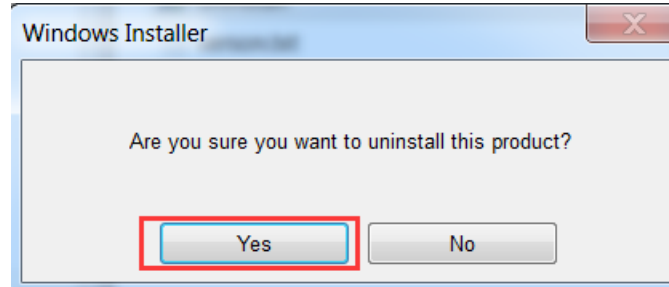 Windows Installer
Are you sure you want to uninstall this product?
Yes
No